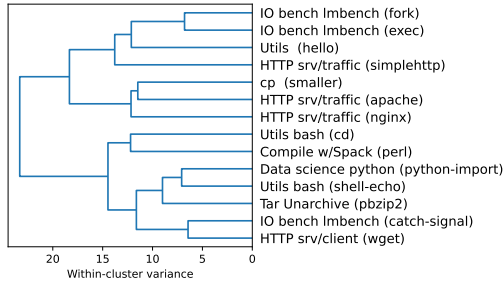 IO bench lmbench (fork)
IO bench lmbench (exec)
Utils  (hello)
HTTP srv/traffic (simplehttp)
cp  (smaller)
HTTP srv/traffic (apache)
HTTP srv/traffic (nginx)
Utils bash (cd)
Compile w/Spack (perl)
Data science python (python-import)
Utils bash (shell-echo)
Tar Unarchive (pbzip2)
IO bench lmbench (catch-signal)
HTTP srv/client (wget)
20 15 10 5 0
Within-cluster variance